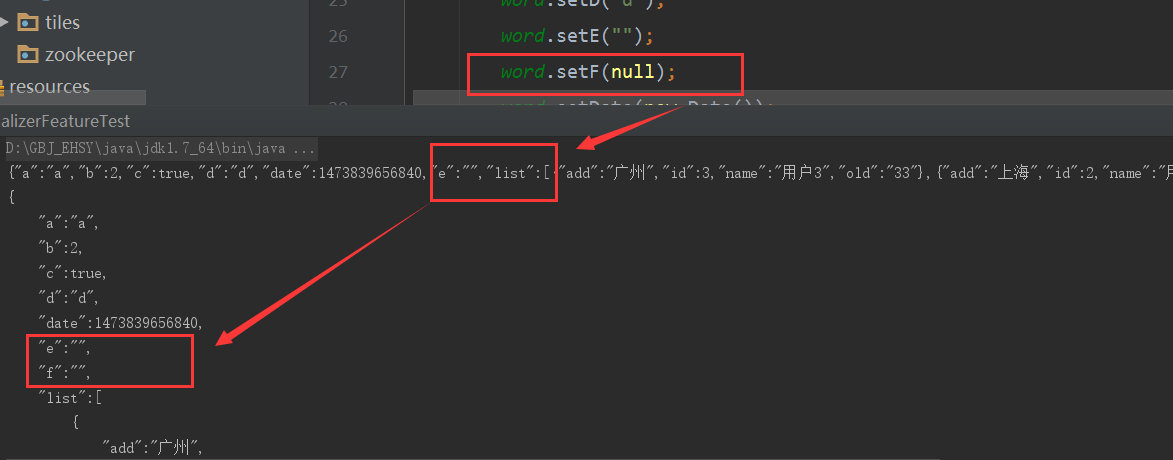 tiles
zookeeper
resources
25 word.setD("d");
26 word.setE("");
27 word.setF(null);
28 word.setDate(new Date());
alizerFeatureTest
D:\GBJ_EHSY\java\jdk1.7_64\bin\java ...
{"a":"a","b":2,"c":true,"d":"d","date":1473839656840,"e":"","list":[{"add":"广州","id":3,"name":"用户3","old":"33"},{"add":"上海","id":2,"name":"用
{
"a":"a",
"b":2,
"c":true,
"d":"d",
"date":1473839656840,
"e":"",
"f":"",
"list":[
{
"add":"广州",